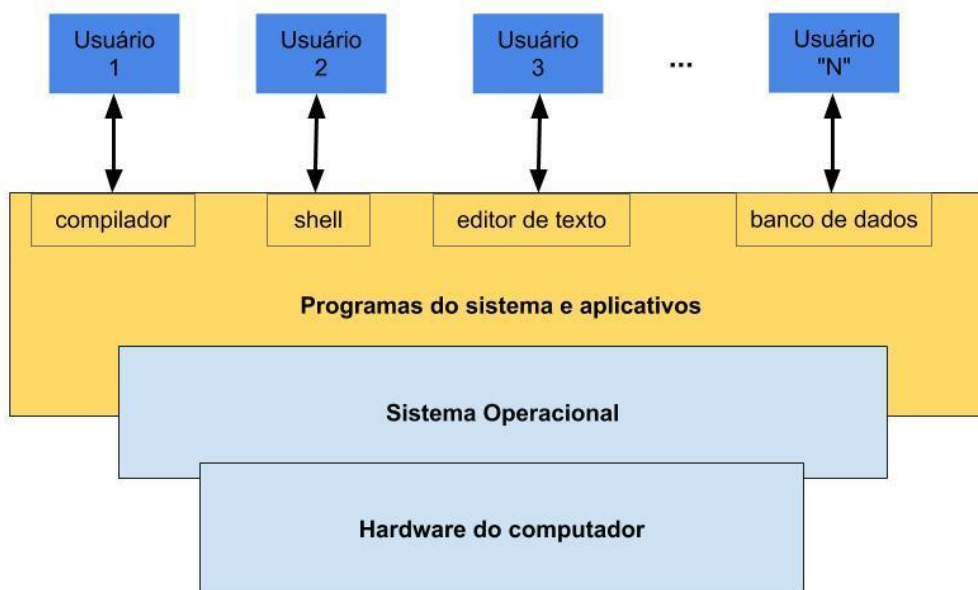 Usuário
1
Usuário
2
Usuário
3
...
Usuário
"N"
compilador
shell
editor de texto
banco de dados
Programas do sistema e aplicativos
Sistema Operacional
Hardware do computador